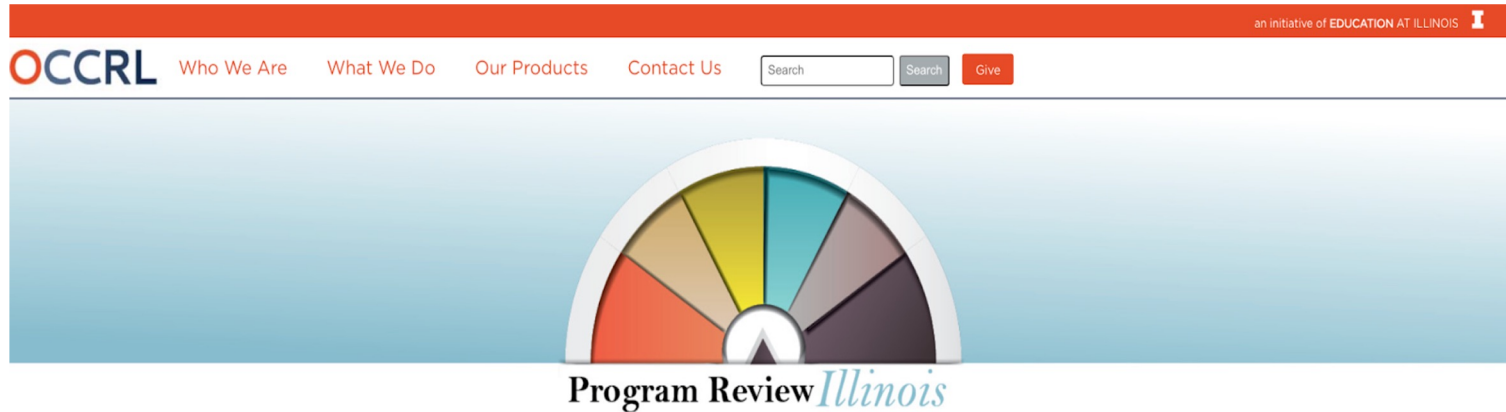 an initiative of EDUCATION AT ILLINOIS I
OCCRL Who We Are What We Do Our Products Contact Us Search Search Give
Program Review Illinois